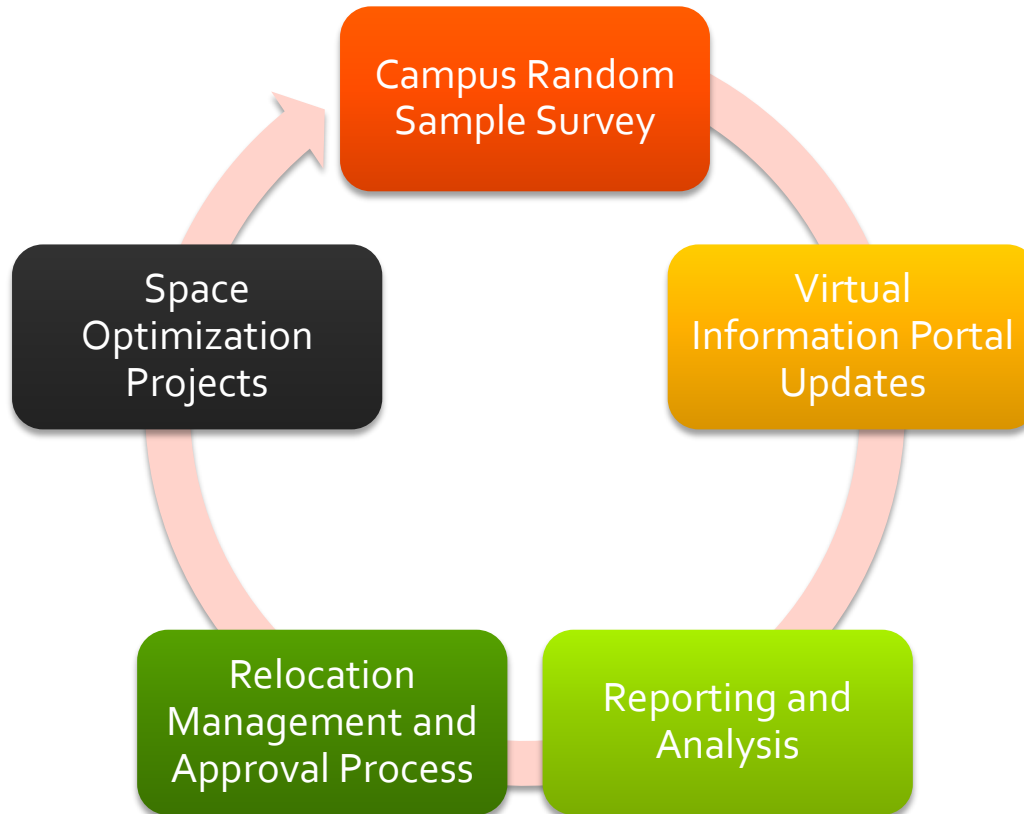 Campus Random
Sample Survey
Virtual
Information Portal
Updates
Reporting and
Analysis
Relocation
Management and
Approval Process
Space
Optimization
Projects